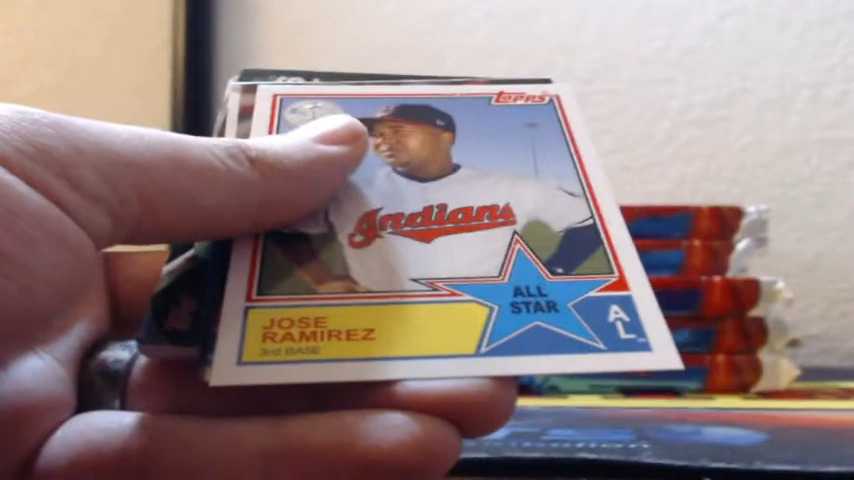 TOPPS
Indians
ALL
STAR
AL
JOSE
RAMIREZ
3rd BASE